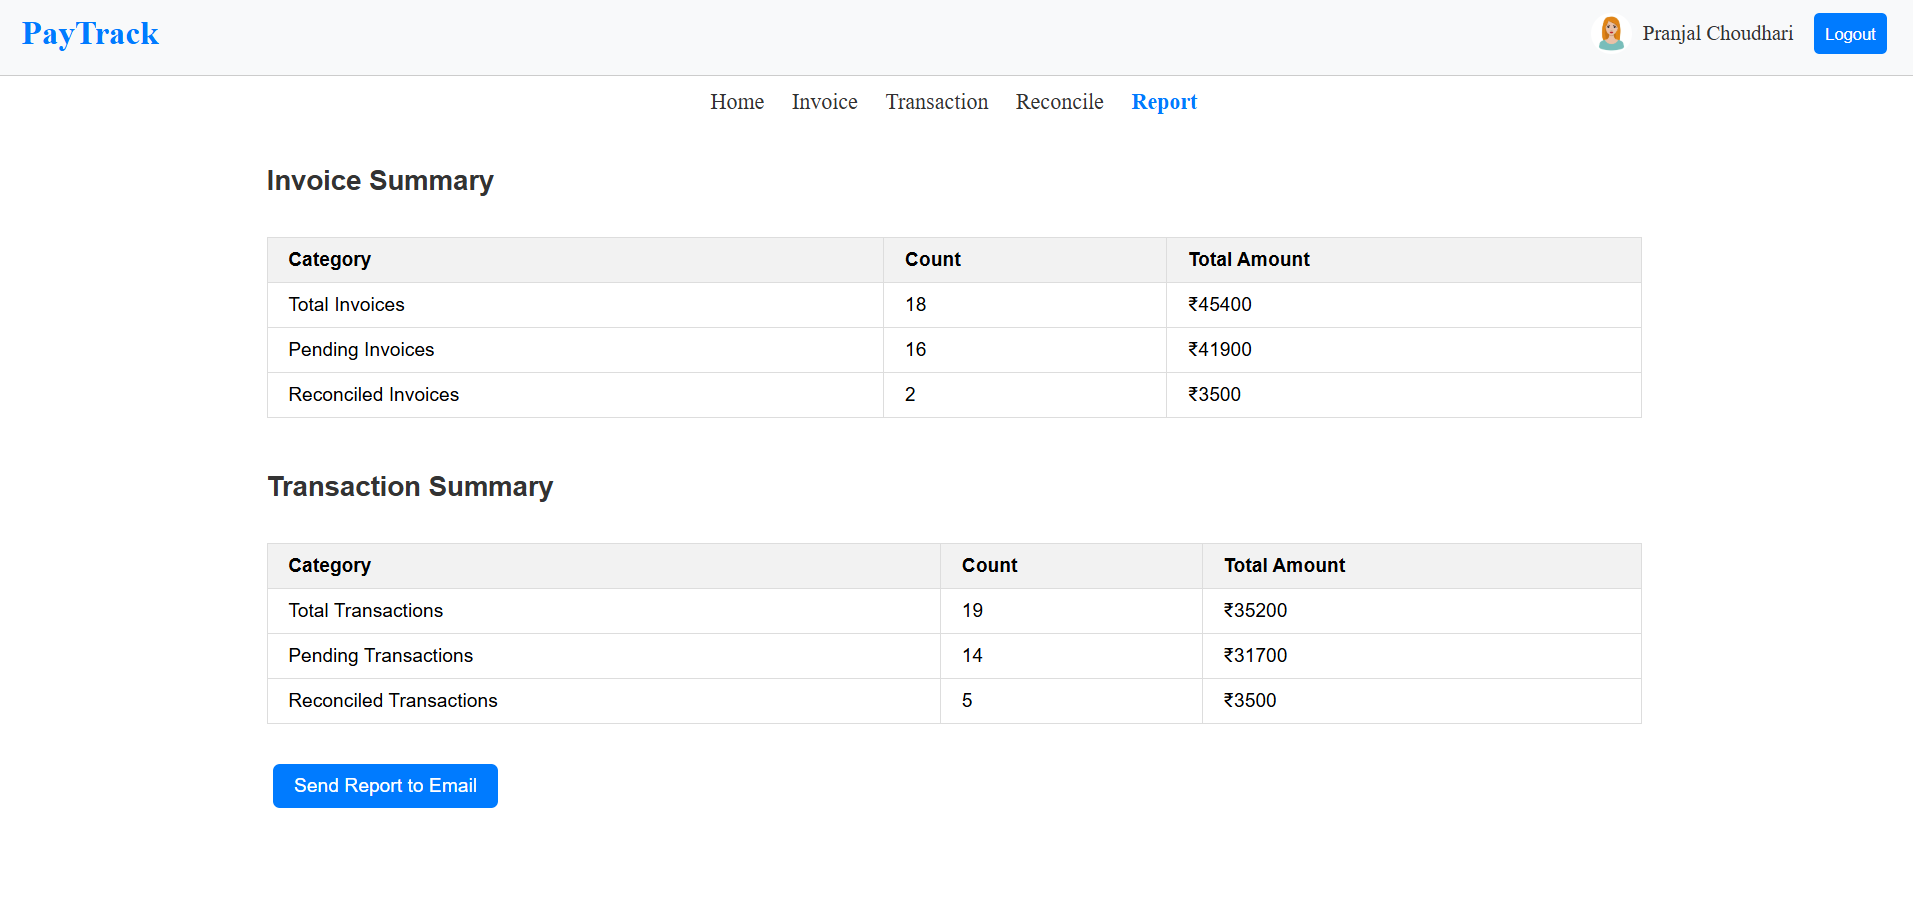 PayTrack
Pranjal Choudhari Logout
Home Invoice Transaction Reconcile Report
Invoice Summary
Category Count Total Amount
Total Invoices 18 ₹45400
Pending Invoices 16 ₹41900
Reconciled Invoices 2 ₹3500
Transaction Summary
Category Count Total Amount
Total Transactions 19 ₹35200
Pending Transactions 14 ₹31700
Reconciled Transactions 5 ₹3500
Send Report to Email